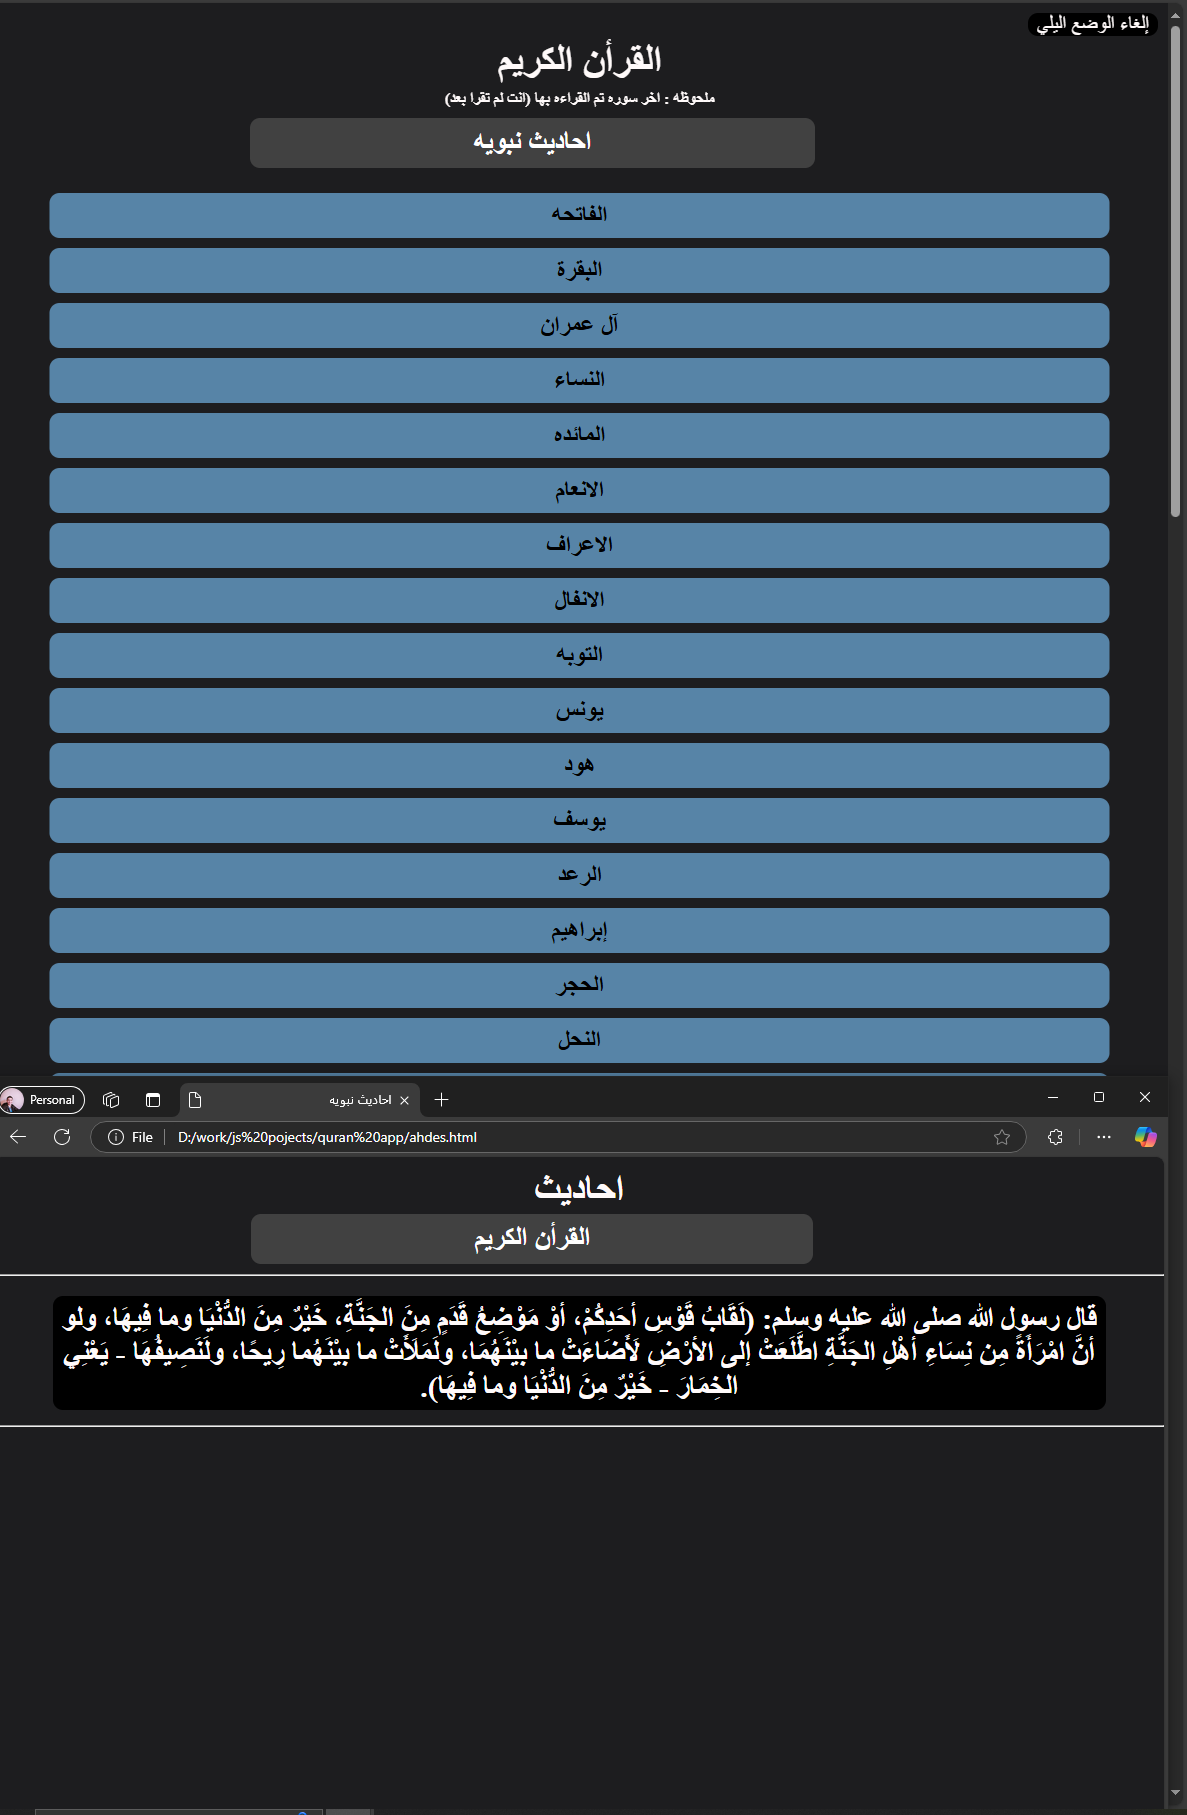 إلغاء الوضع اليلي
القرأن الكريم
ملحوظه : اخر سوره تم القراءه بها (انت لم تقرا بعد)
احاديث نبويه
الفاتحه
البقرة
آل عمران
النساء
المائده
الانعام
الاعراف
الانفال
التوبه
يونس
هود
يوسف
الرعد
إبراهيم
الحجر
النحل
Personal
احاديث نبويه
File
D:/work/js%20pojects/quran%20app/ahdes.html
احاديث
القرأن الكريم
قال رسول الله صلى الله عليه وسلم: (لَقَابُ قَوْسِ أحَدِكُمْ، أوْ مَوْضِعُ قَدَمٍ مِنَ الجَنَّةِ، خَيْرٌ مِنَ الدُّنْيَا وما فِيهَا، ولو
أنَّ امْرَأَةً مِن نِسَاءِ أهْلِ الجَنَّةِ اطَّلَعَتْ إلى الأرْضِ لَأَضَاءَتْ ما بيْنَهُمَا، ولَمَلَأَتْ ما بيْنَهُما رِيحًا، ولَنَصِيفُهَا - يَعْنِي
الخِمَارَ - خَيْرٌ مِنَ الدُّنْيَا وما فِيهَا).